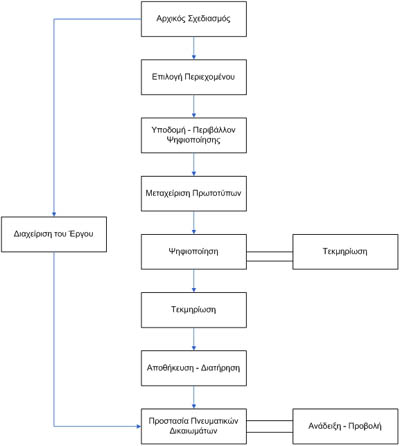 Αρχικός Σχεδιασμός
Επιλογή Περιεχομένου
Υποδομή - Περιβάλλον
Ψηφιοποίησης
Μεταχείριση Πρωτοτύπων
Διαχείριση του Έργου
Ψηφιοποίηση
Τεκμηρίωση
Τεκμηρίωση
Αποθήκευση - Διατήρηση
Προστασία Πνευματικών
Δικαιωμάτων
Ανάδειξη - Προβολή